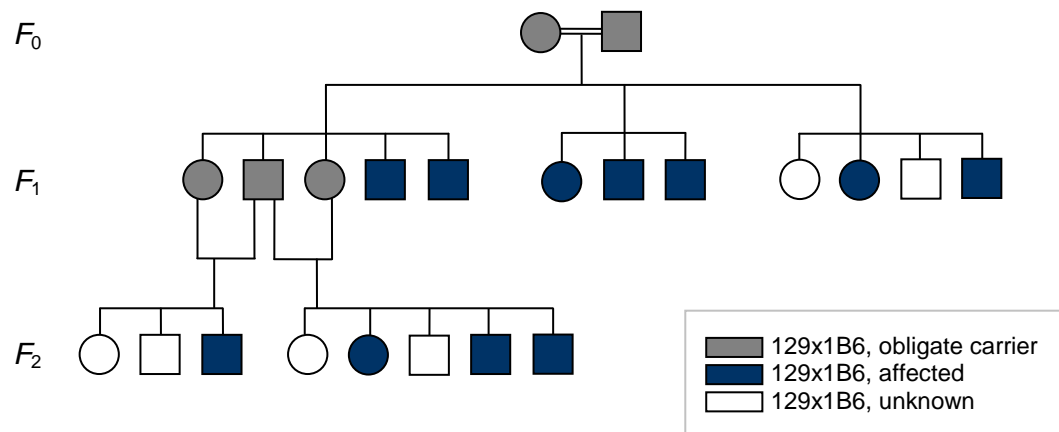 F₀
F₁
F₂
129x1B6, obligate carrier
129x1B6, affected
129x1B6, unknown